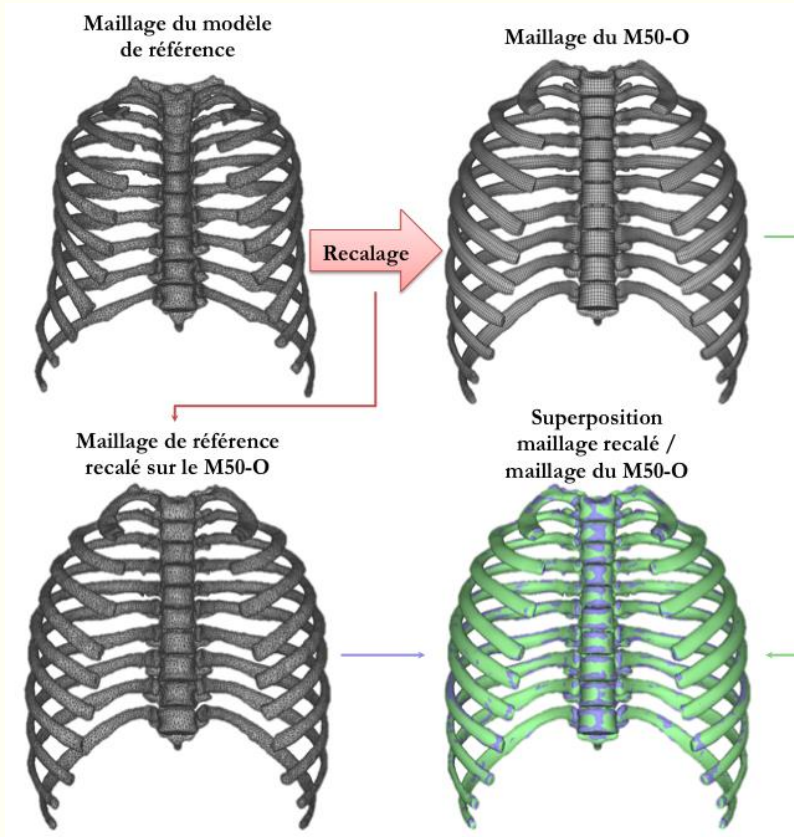 Maillage du modèle
de référence
Maillage du M50-O
Recalage
Maillage de référence
recalé sur le M50-O
Superposition
maillage recalé /
maillage du M50-O